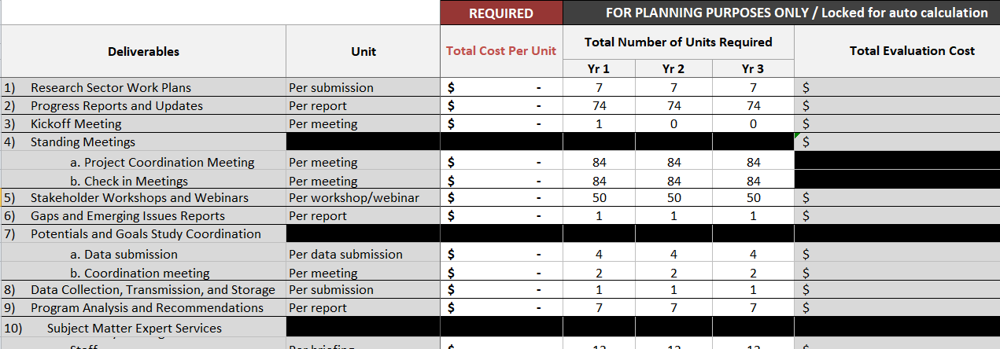 REQUIRED FOR PLANNING PURPOSES ONLY / Locked for auto calculation
Deliverables Unit Total Cost Per Unit Total Number of Units Required Total Evaluation Cost
Yr 1 Yr 2 Yr 3
1) Research Sector Work Plans Per submission $ - 7 7 7 $
2) Progress Reports and Updates Per report $ - 74 74 74 $
3) Kickoff Meeting Per meeting $ - 1 0 0 $
4) Standing Meetings $
a. Project Coordination Meeting Per meeting $ - 84 84 84
b. Check in Meetings Per meeting $ - 84 84 84
5) Stakeholder Workshops and Webinars Per workshop/webinar $ - 50 50 50 $
6) Gaps and Emerging Issues Reports Per report $ - 1 1 1 $
7) Potentials and Goals Study Coordination
a. Data submission Per data submission $ - 4 4 4 $
b. Coordination meeting Per meeting $ - 2 2 2 $
8) Data Collection, Transmission, and Storage Per submission $ - 1 1 1 $
9) Program Analysis and Recommendations Per report $ - 7 7 7 $
10) Subject Matter Expert Services